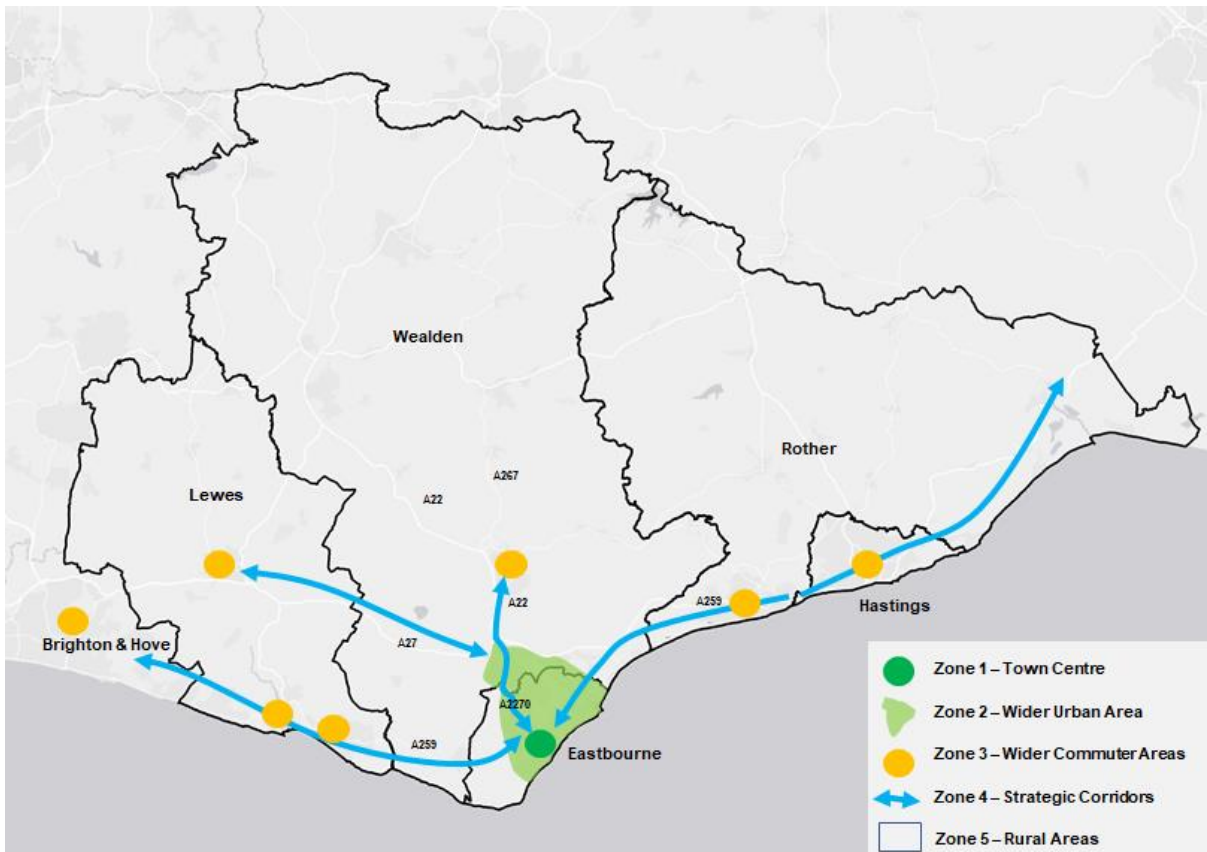 Wealden
Rother
A267
A22
Lewes
A22
A259
Hastings
Brighton & Hove
A27
A2270
A259
Eastbourne
Zone 1 – Town Centre
Zone 2 – Wider Urban Area
Zone 3 – Wider Commuter Areas
Zone 4 – Strategic Corridors
Zone 5 – Rural Areas